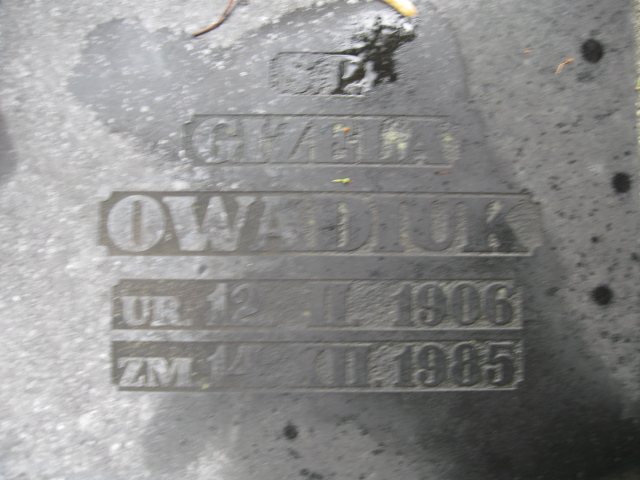 Ś.P.
GIZELA
OWADIUK
UR. 12 II. 1906
ZM. 14 XII 1985